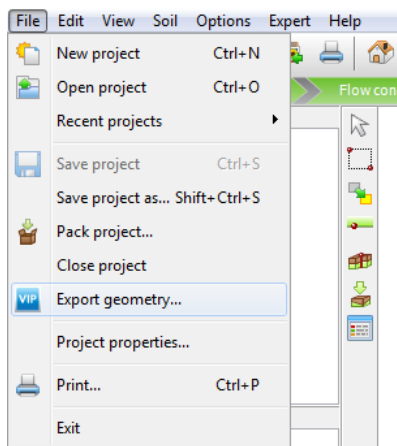 File Edit View Soil Options Expert Help
New project Ctrl+N
Open project Ctrl+O
Flow con
Recent projects
Save project Ctrl+S
Save project as... Shift+Ctrl+S
Pack project...
Close project
VIP Export geometry...
Project properties...
Print... Ctrl+P
Exit